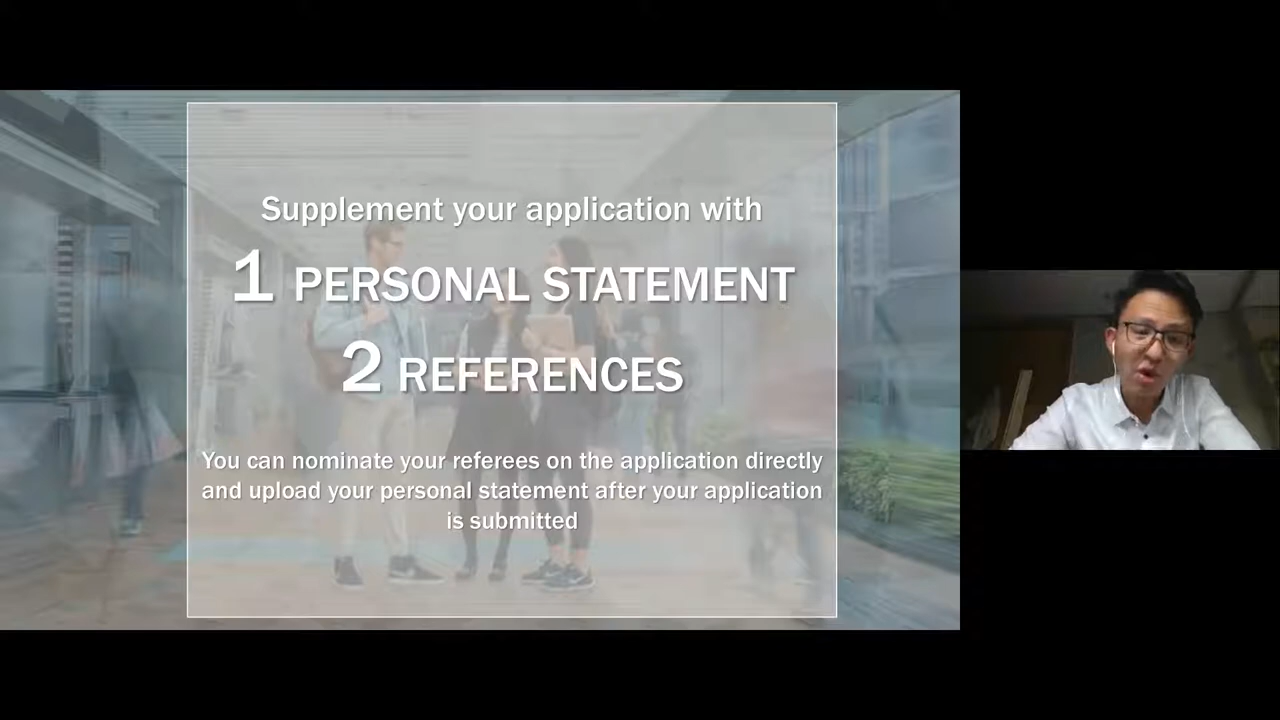 Supplement your application with
1 PERSONAL STATEMENT
2 REFERENCES
You can nominate your referees on the application directly
and upload your personal statement after your application
is submitted